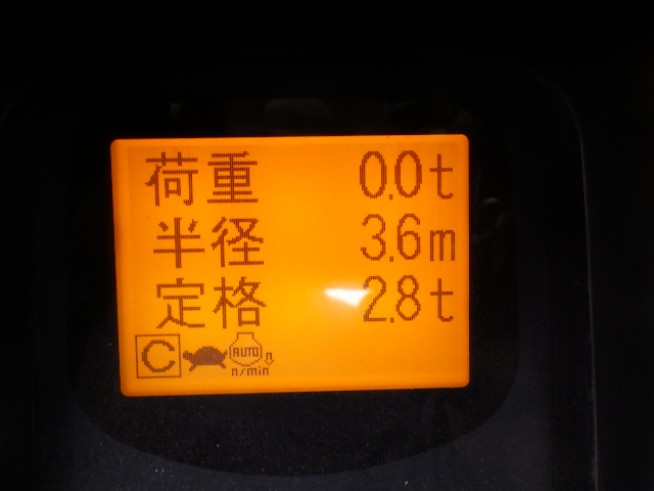 荷重 0.0t
半径 3.6m
定格 2.8t
C AUTO n
n/min